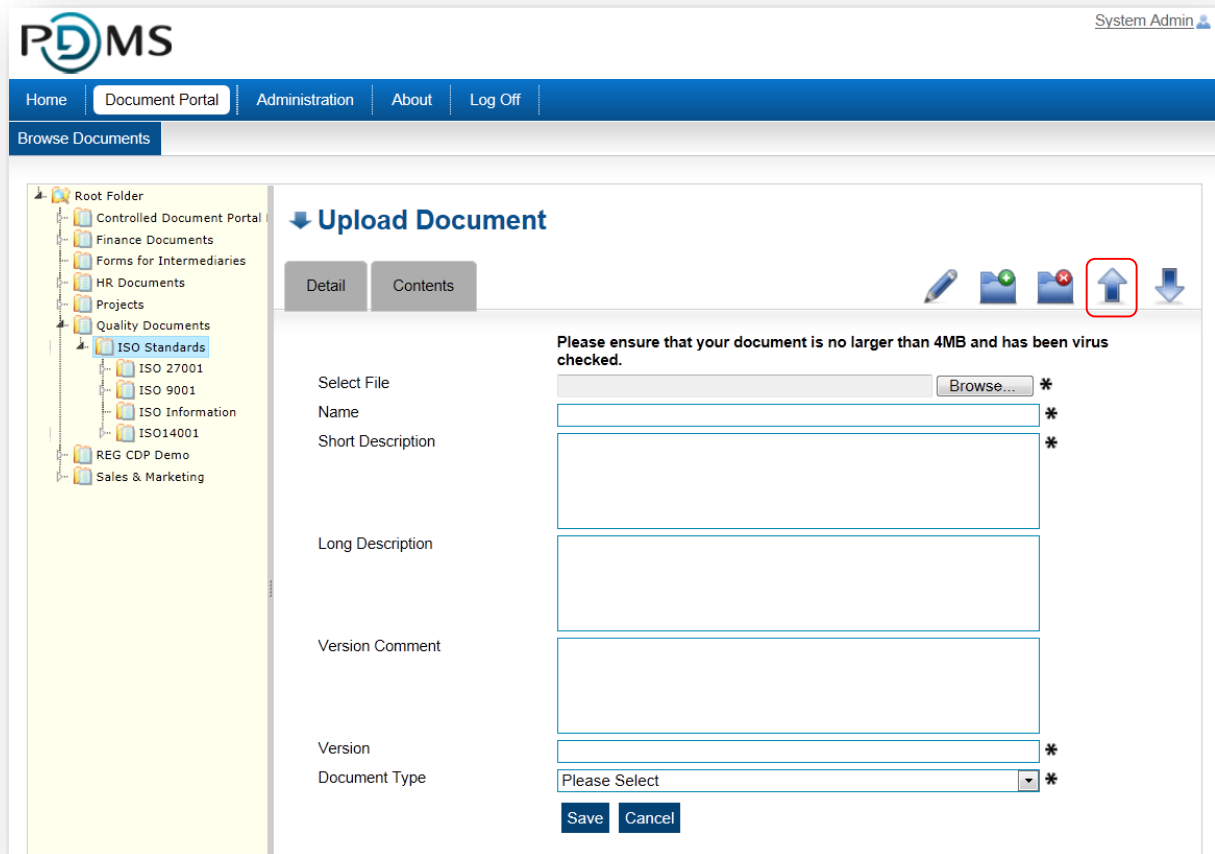 PDMS
System Admin
Home Document Portal Administration About Log Off
Browse Documents
Root Folder
Controlled Document Portal
Finance Documents
Forms for Intermediaries
HR Documents
Projects
Quality Documents
ISO Standards
ISO 27001
ISO 9001
ISO Information
ISO14001
REG CDP Demo
Sales & Marketing
Upload Document
Detail Contents
Please ensure that your document is no larger than 4MB and has been virus
checked.
Select File Browse... *
Name *
Short Description *
Long Description
Version Comment
Version *
Document Type Please Select *
Save Cancel